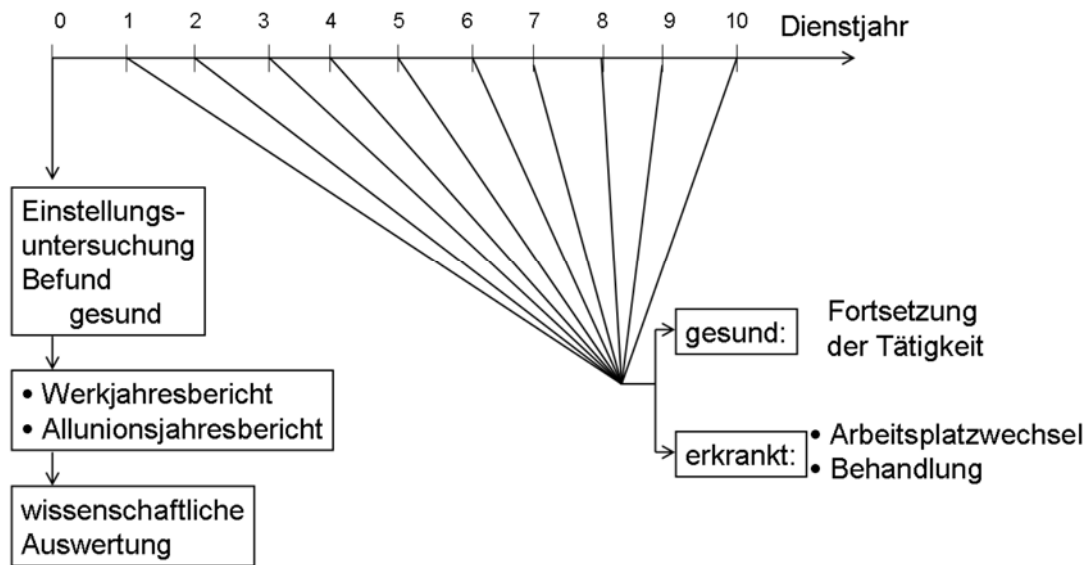 0 1 2 3 4 5 6 7 8 9 10
Dienstjahr
Einstellungs-
untersuchung
Befund
gesund
• Werkjahresbericht
• Allunionsjahresbericht
wissenschaftliche
Auswertung
gesund:
Fortsetzung
der Tätigkeit
erkrankt:
• Arbeitsplatzwechsel
• Behandlung